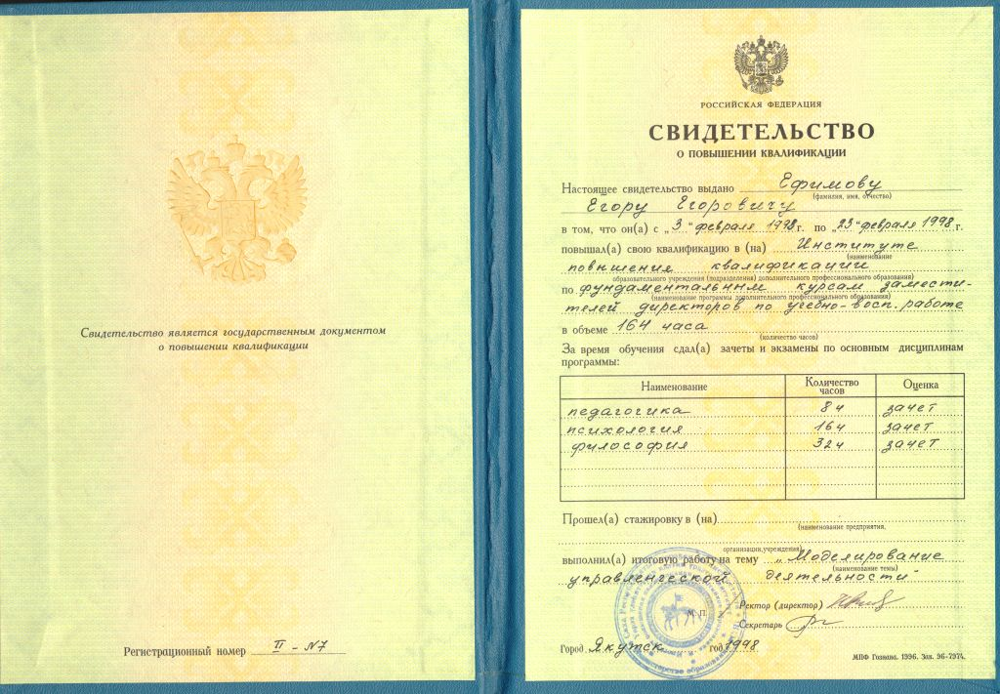 Свидетельство является государственным документом
о повышении квалификации
Регистрационный номер II - №7
РОССИЙСКАЯ ФЕДЕРАЦИЯ
СВИДЕТЕЛЬСТВО
О ПОВЫШЕНИИ КВАЛИФИКАЦИИ
Настоящее свидетельство выдано Ефимову
(фамилия, имя, отчество)
Егору Егоровичу
в том, что он(а) с „3“ февраля 1998 г. по „23“ февраля 1998 г.
повышал(а) свою квалификацию в (на) Институте
(наименование
повышения квалификации
образовательного учреждения (подразделения) дополнительного профессионального образования)
по фундаментальным курсам замести-
(наименование программы дополнительного профессионального образования)
телей директоров по учебно-восп. работе
в объеме 164 часа
(количество часов)
За время обучения сдал(а) зачеты и экзамены по основным дисциплинам
программы:
Наименование Количество часов Оценка
педагогика 8ч зачет
психология 16ч зачет
философия 32ч зачет
Прошел(а) стажировку в (на)
(наименование предприятия,
организации,учреждения)
выполнил(а) итоговую работу на тему „Моделирование
(наименование темы)
управленческой деятельности“
М. П. Ректор (директор)
Секретарь
Город Якутск год 1998
МПФ Гознака. 1996. Зак. 96-7974.